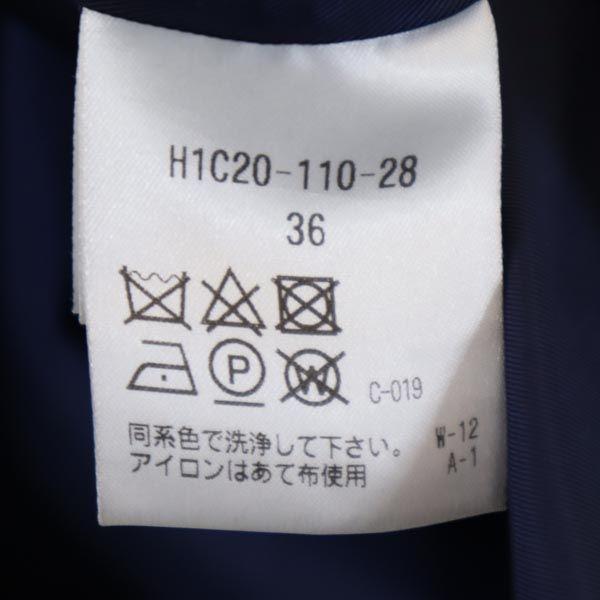 H1C20-110-28
36
P W C-019
同系色で洗浄して下さい。 W-12
アイロンはあて布使用 A-1